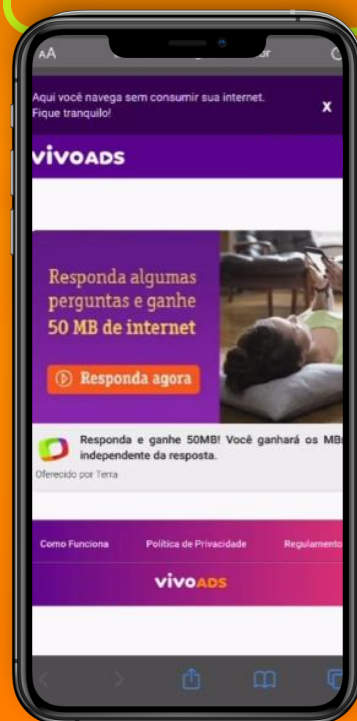 AA
Aqui você navega sem consumir sua internet.
Fique tranquilo!
X
vivoADS
Responda algumas
perguntas e ganhe
50 MB de internet
Responda agora
Responda e ganhe 50MB! Você ganhará os MBs
independente da resposta.
Oferecido por Terra
Como Funciona Política de Privacidade Regulamento
vivoADS